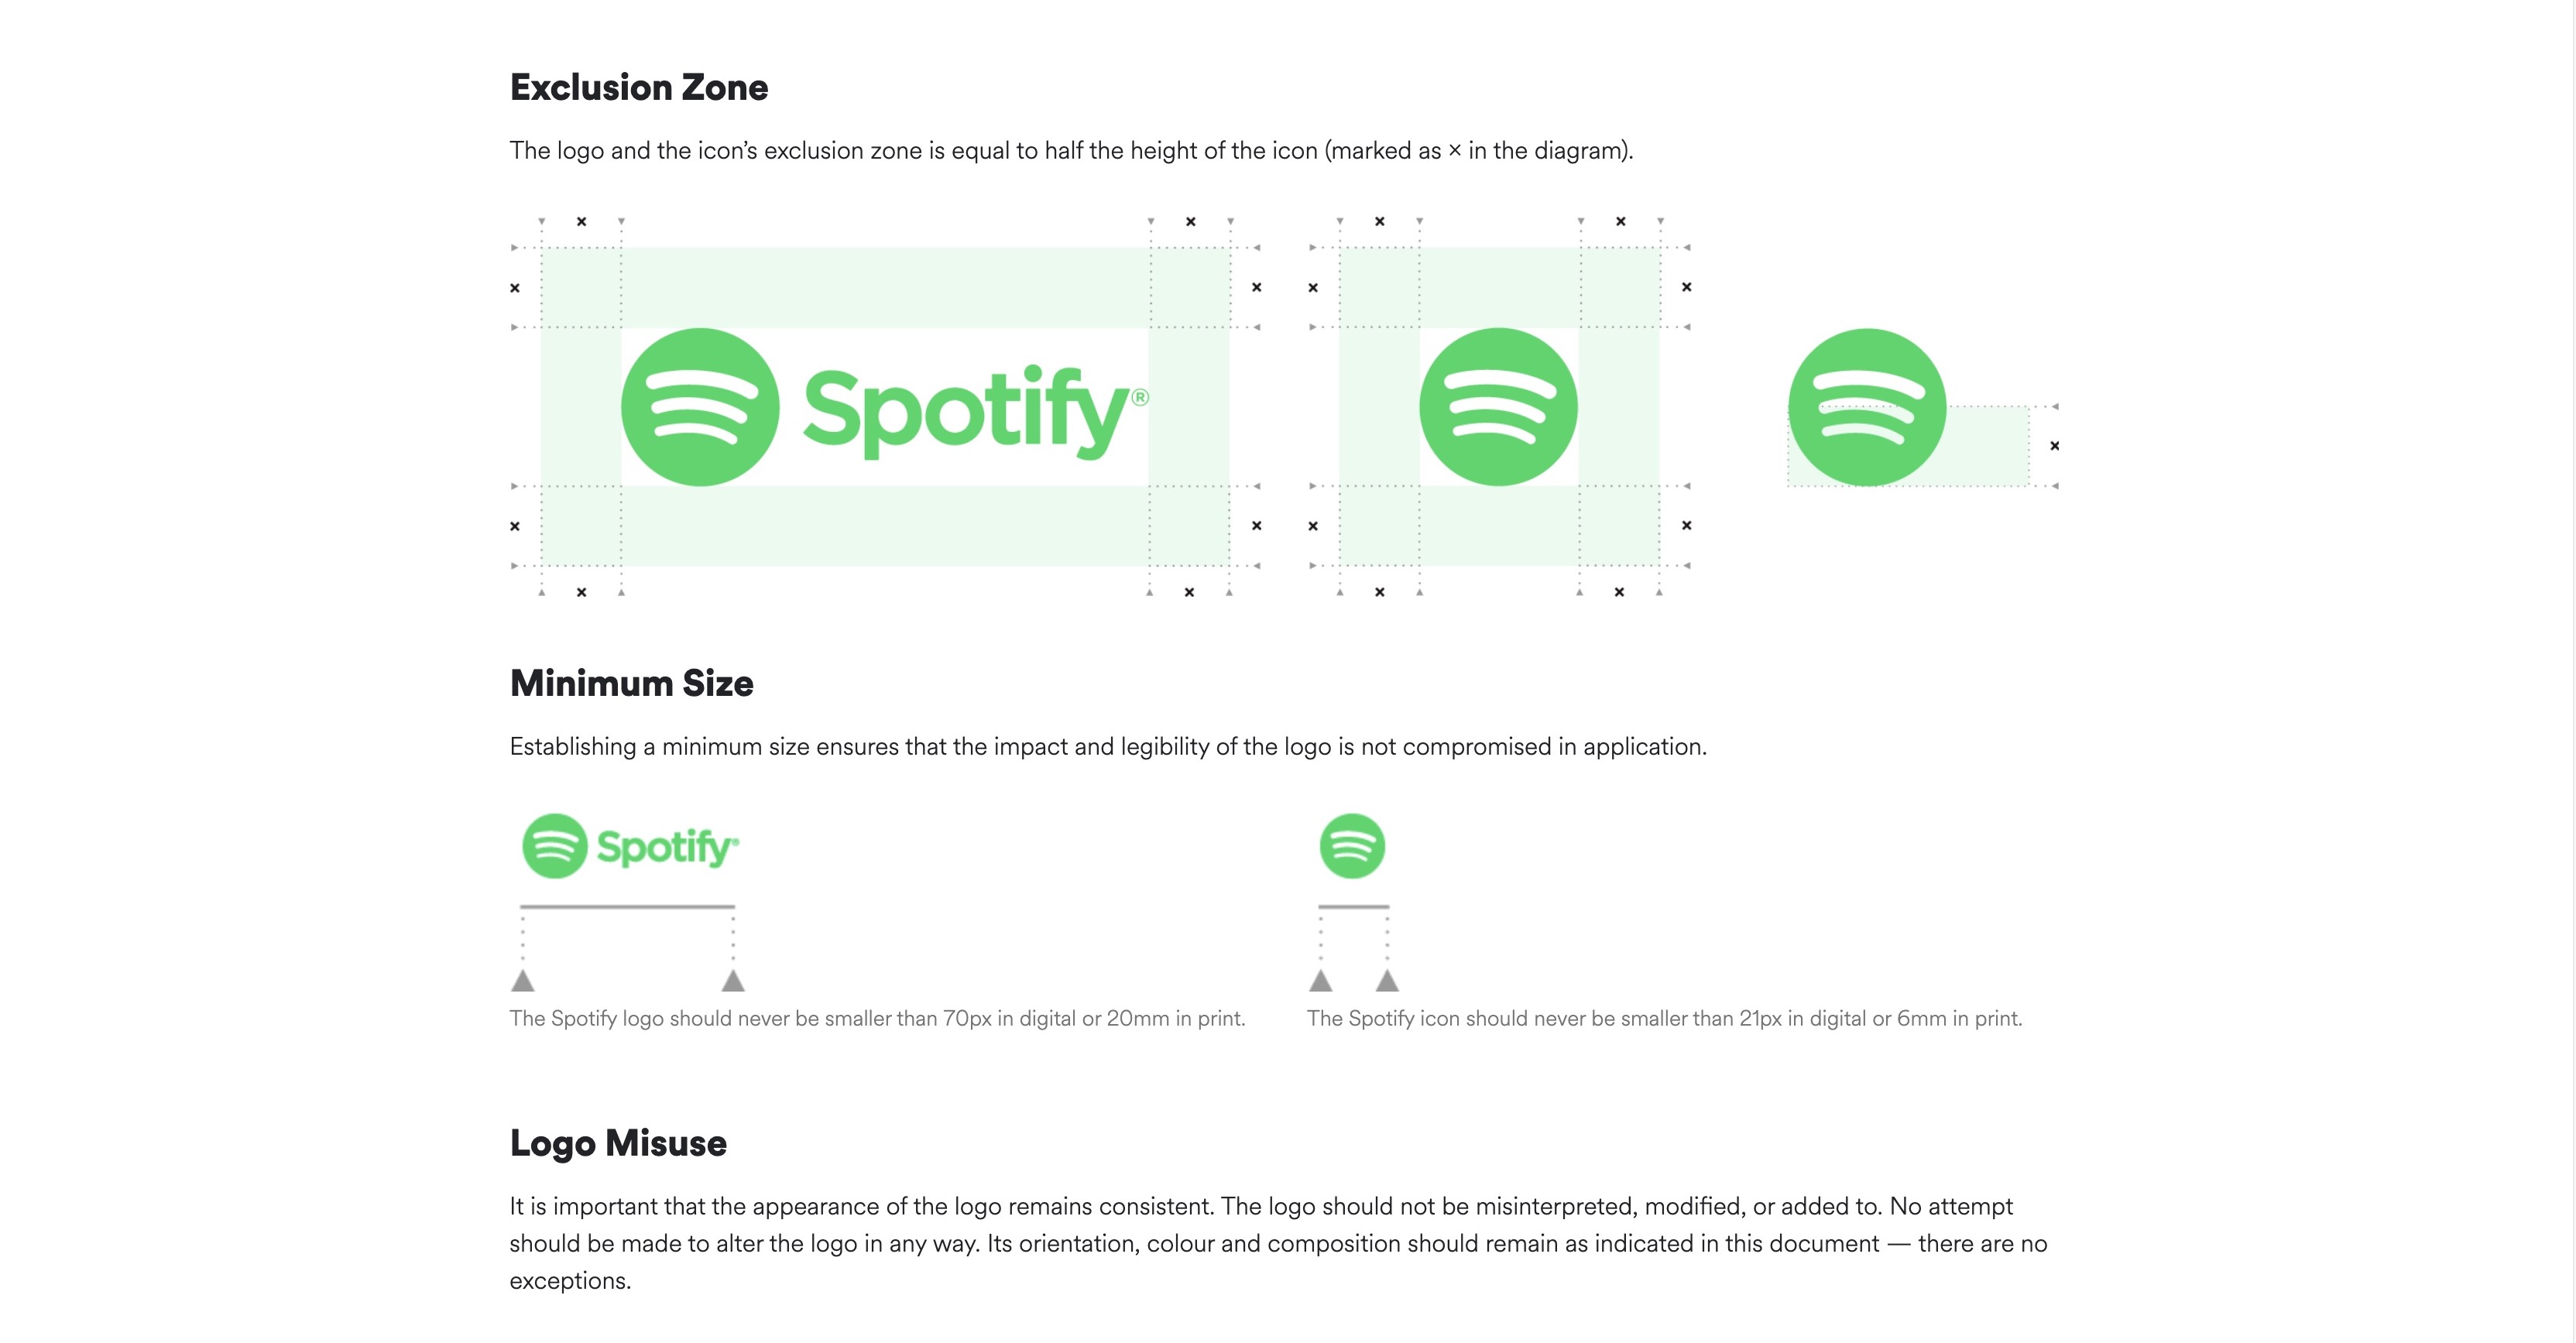 Exclusion Zone
The logo and the icon’s exclusion zone is equal to half the height of the icon (marked as × in the diagram).
× × × ×
× × × ×
Spotify®
×
× × × ×
× × × ×
Minimum Size
Establishing a minimum size ensures that the impact and legibility of the logo is not compromised in application.
Spotify®
The Spotify logo should never be smaller than 70px in digital or 20mm in print.
The Spotify icon should never be smaller than 21px in digital or 6mm in print.
Logo Misuse
It is important that the appearance of the logo remains consistent. The logo should not be misinterpreted, modified, or added to. No attempt
should be made to alter the logo in any way. Its orientation, colour and composition should remain as indicated in this document — there are no
exceptions.